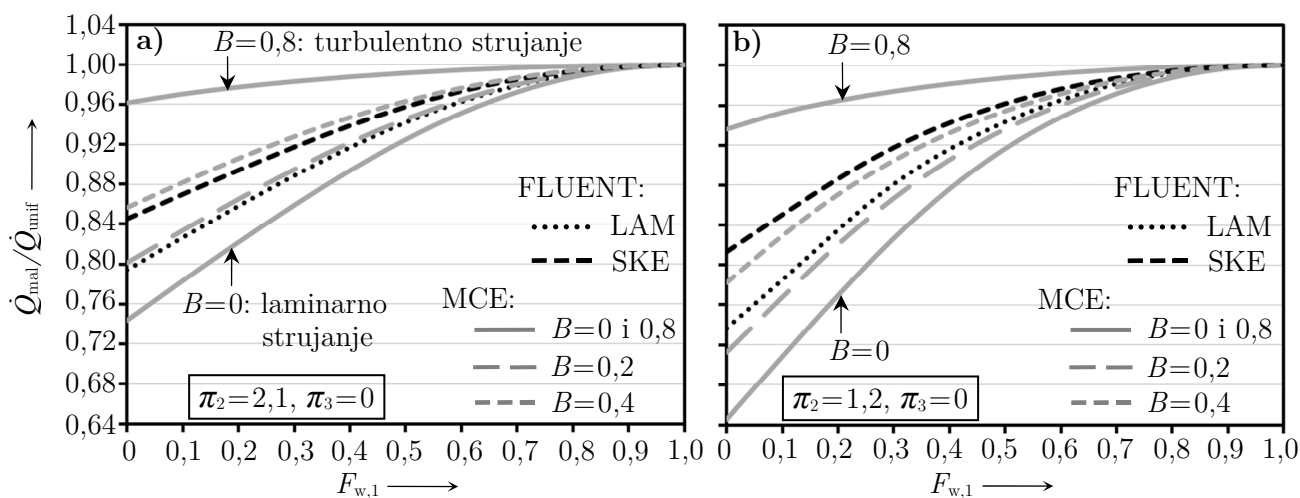 a)
B=0,8: turbulentno strujanje
1,04
1,00
0,96
0,92
0,88
0,84
0,80
0,76
0,72
0,68
0,64
Q̇mal/Q̇unif
FLUENT:
LAM
SKE
B=0: laminarno
strujanje
MCE:
B=0 i 0,8
B=0,2
B=0,4
π2=2,1, π3=0
0 0,1 0,2 0,3 0,4 0,5 0,6 0,7 0,8 0,9 1,0
Fw,1
b)
B=0,8
FLUENT:
LAM
SKE
B=0
MCE:
B=0 i 0,8
B=0,2
B=0,4
π2=1,2, π3=0
0 0,1 0,2 0,3 0,4 0,5 0,6 0,7 0,8 0,9 1,0
Fw,1